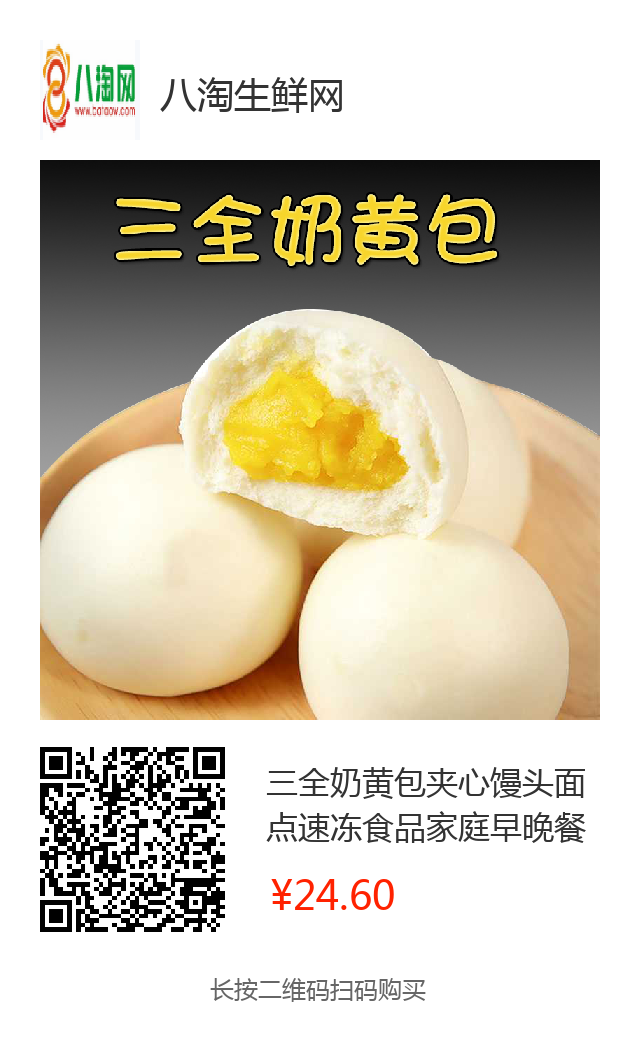 八淘网
www.bataow.com
八淘生鲜网
三全奶黄包
三全奶黄包夹心馒头面
点速冻食品家庭早晚餐
¥24.60
长按二维码扫码购买